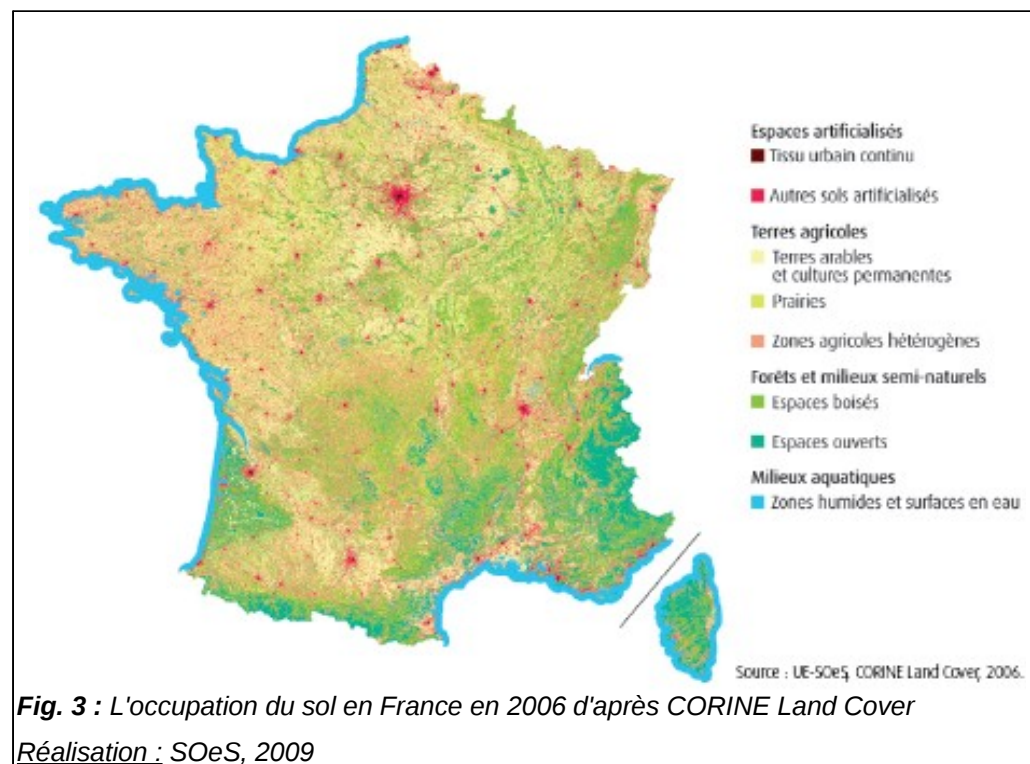 Espaces artificialisés
Tissu urbain continu
Autres sols artificialisés
Terres agricoles
Terres arables
et cultures permanentes
Prairies
Zones agricoles hétérogènes
Forêts et milieux semi-naturels
Espaces boisés
Espaces ouverts
Milieux aquatiques
Zones humides et surfaces en eau
Source : UE-SOeS, CORINE Land Cover, 2006.
Fig. 3 : L'occupation du sol en France en 2006 d'après CORINE Land Cover
Réalisation : SOeS, 2009